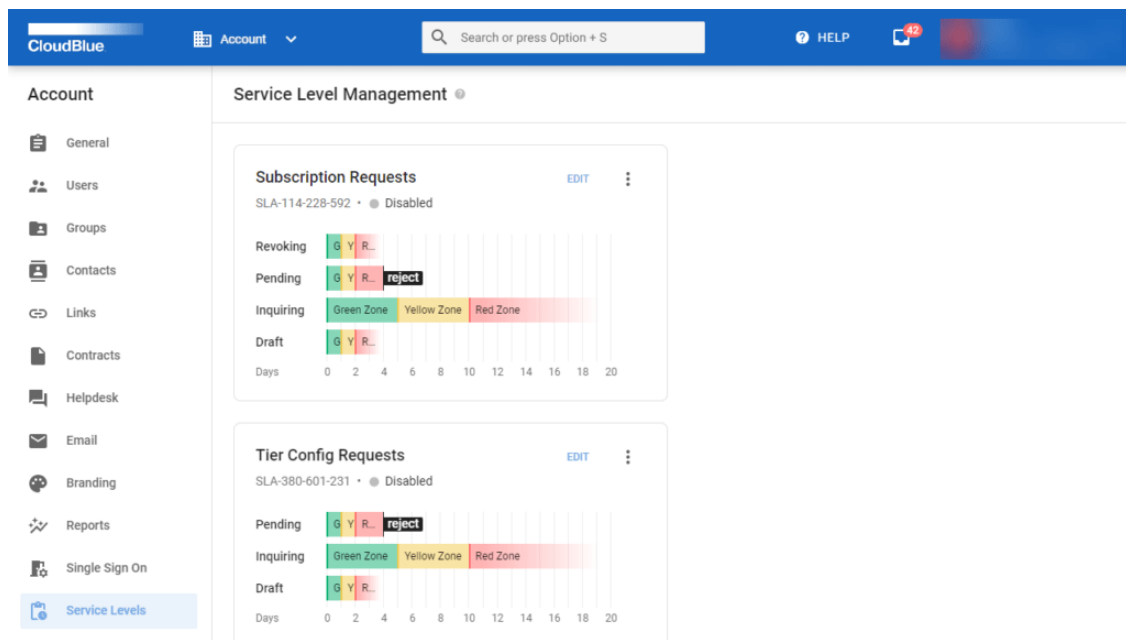 CloudBlue
Account
Search or press Option + S
HELP
42
Account
General
Users
Groups
Contacts
Links
Contracts
Helpdesk
Email
Branding
Reports
Single Sign On
Service Levels
Service Level Management
Subscription Requests
EDIT
SLA-114-228-592 • Disabled
Revoking G Y R...
Pending G Y R... reject
Inquiring Green Zone Yellow Zone Red Zone
Draft G Y R...
Days 0 2 4 6 8 10 12 14 16 18 20
Tier Config Requests
EDIT
SLA-380-601-231 • Disabled
Pending G Y R... reject
Inquiring Green Zone Yellow Zone Red Zone
Draft G Y R...
Days 0 2 4 6 8 10 12 14 16 18 20